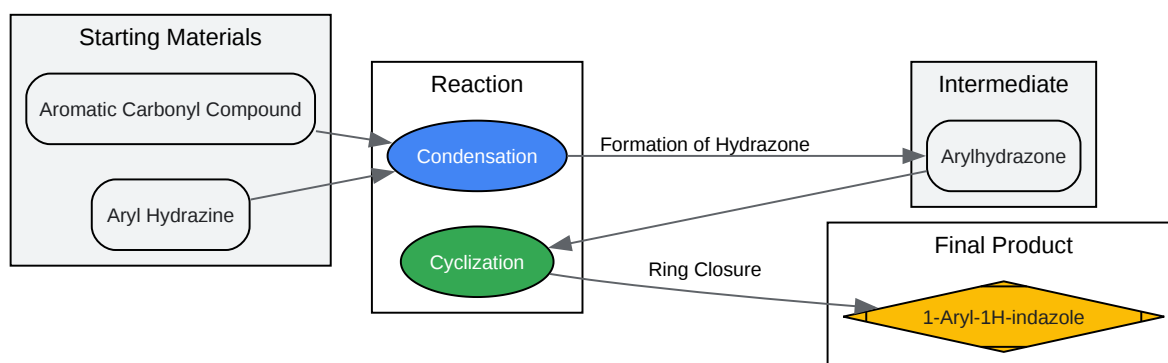 Starting Materials
Aromatic Carbonyl Compound
Aryl Hydrazine
Reaction
Condensation
Cyclization
Formation of Hydrazone
Ring Closure
Intermediate
Arylhydrazone
Final Product
1-Aryl-1H-indazole